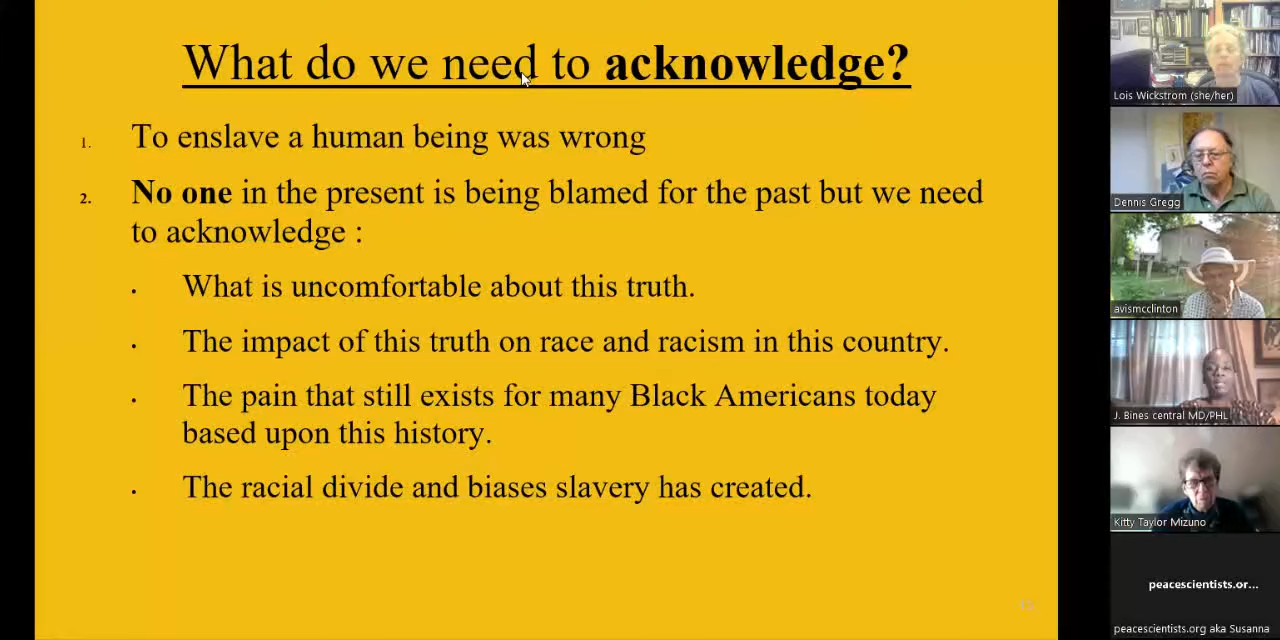 What do we need to acknowledge?
1. To enslave a human being was wrong
2. No one in the present is being blamed for the past but we need
to acknowledge :
• What is uncomfortable about this truth.
• The impact of this truth on race and racism in this country.
• The pain that still exists for many Black Americans today
based upon this history.
• The racial divide and biases slavery has created.
Lois Wickstrom (she/her)
Dennis Gregg
avismcclinton
J. Bines central MD/PHL
Kitty Taylor Mizuno
peacescientists.or...
peacescientists.org aka Susanna